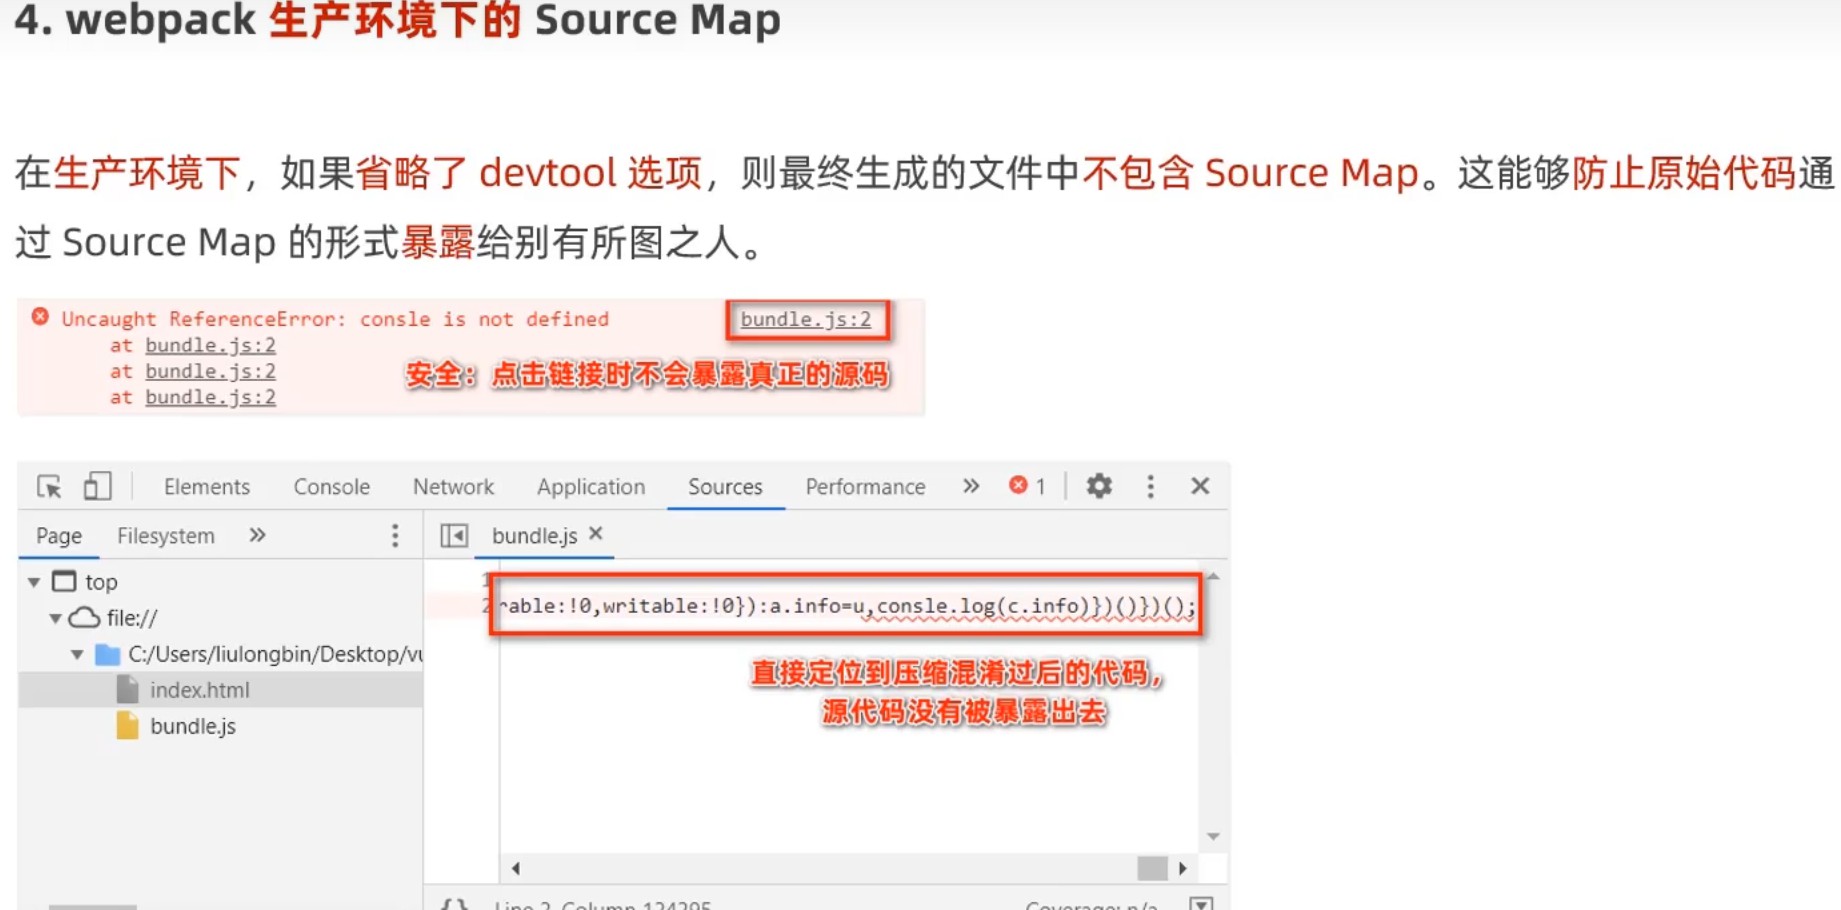 4. webpack 生产环境下的 Source Map
在生产环境下，如果省略了 devtool 选项，则最终生成的文件中不包含 Source Map。这能够防止原始代码通
过 Source Map 的形式暴露给别有所图之人。
Uncaught ReferenceError: consle is not defined bundle.js:2
at bundle.js:2
at bundle.js:2
at bundle.js:2
安全：点击链接时不会暴露真正的源码
Elements Console Network Application Sources Performance » 1
Page Filesystem »
bundle.js ×
top
file://
C:/Users/liulongbin/Desktop/vu
index.html
bundle.js
1
2 rable:!0,writable:!0}):a.info=u,consle.log(c.info)})()})();
直接定位到压缩混淆过后的代码，
源代码没有被暴露出去
{} Line 2, Column 124295 Coverage: n/a